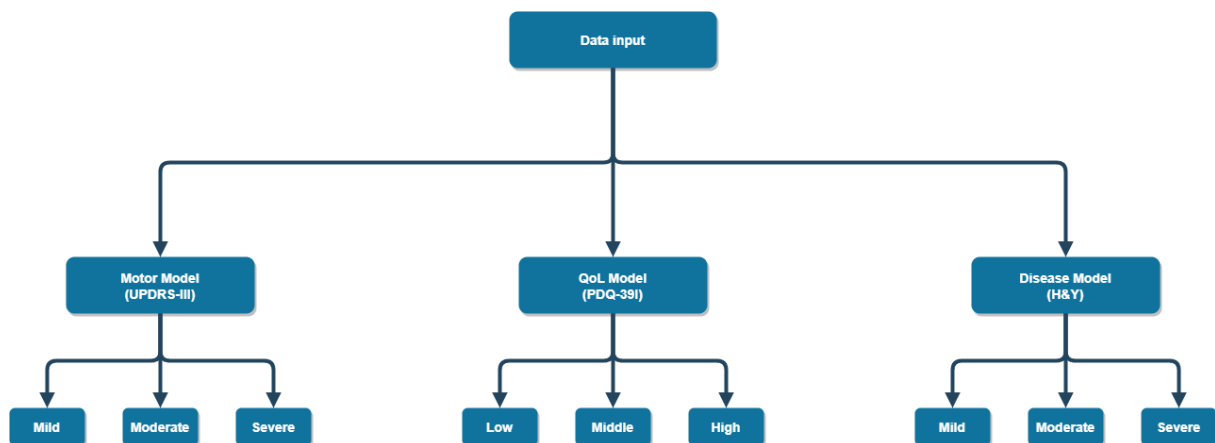 Data input
Motor Model
(UPDRS-III)
QoL Model
(PDQ-39I)
Disease Model
(H&Y)
Mild
Moderate
Severe
Low
Middle
High
Mild
Moderate
Severe